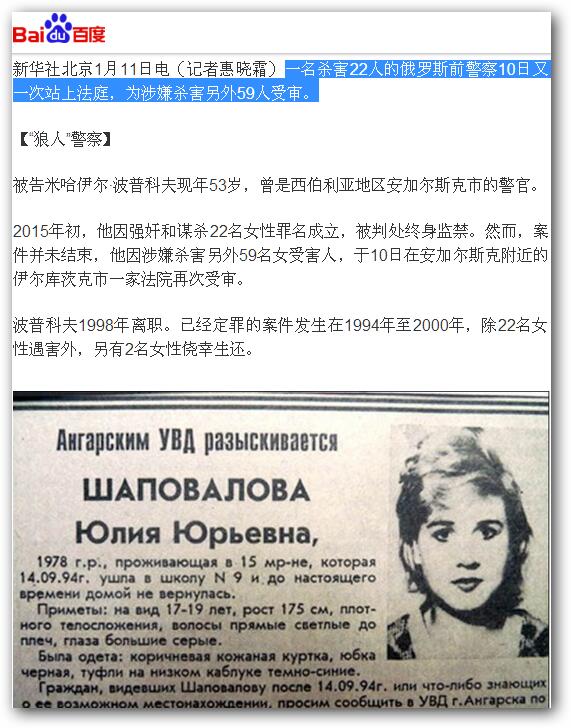 Bai du 百度
新华社北京1月11日电（记者惠晓霜）一名杀害22人的俄罗斯前警察10日又
一次站上法庭，为涉嫌杀害另外59人受审。
【“狼人”警察】
被告米哈伊尔·波普科夫现年53岁，曾是西伯利亚地区安加尔斯克市的警官。
2015年初，他因强奸和谋杀22名女性罪名成立，被判处终身监禁。然而，案
件并未结束，他因涉嫌杀害另外59名女受害人，于10日在安加尔斯克附近的
伊尔库茨克市一家法院再次受审。
波普科夫1998年离职。已经定罪的案件发生在1994年至2000年，除22名女
性遇害外，另有2名女性侥幸生还。
Ангарским УВД разыскивается
ШАПОВАЛОВА
Юлия Юрьевна,
1978 г.р., проживающая в 15 мр-не, которая
14.09.94г. ушла в школу N 9 и до настоящего
времени домой не вернулась.
Приметы: на вид 17-19 лет, рост 175 см, плот-
ного телосложения, волосы прямые светлые до
плеч, глаза большие серые.
Была одета: коричневая кожаная куртка, юбка
черная, туфли на низком каблуке темно-синие.
Граждан, видевших Шаповалову после 14.09.94г. или что-либо знающих
о ее возможном местонахождении, просим сообщить в УВД г.Ангарска по